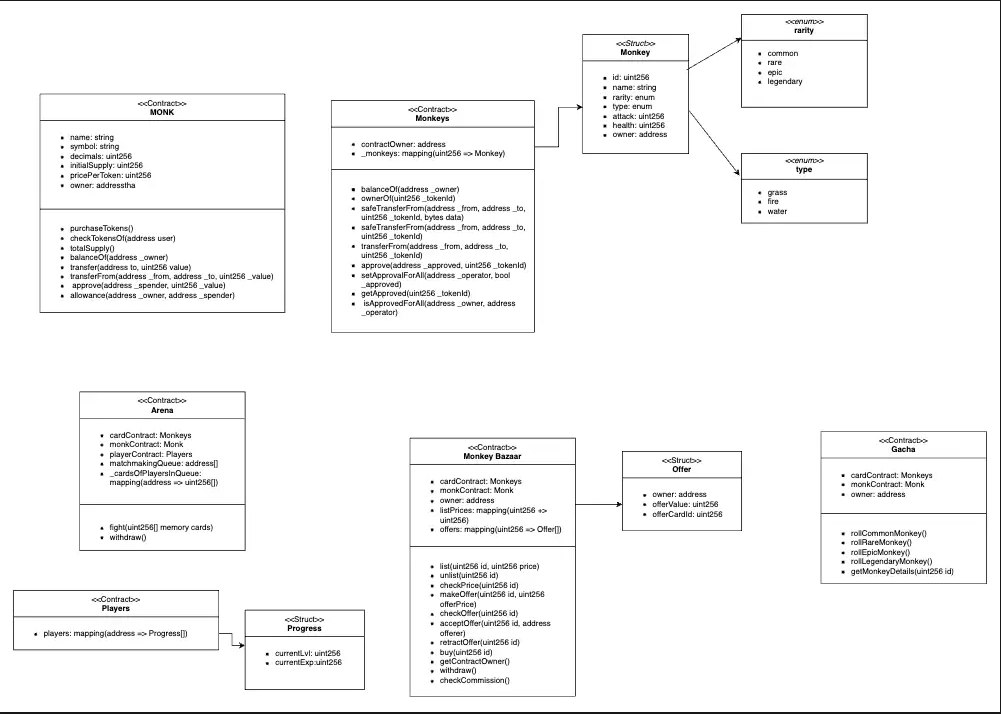 <<Contract>>
MONK
name: string
symbol: string
decimals: uint256
initialSupply: uint256
pricePerToken: uint256
owner: addresstha
purchaseTokens()
checkTokensOf(address user)
totalSupply()
balanceOf(address _owner)
transfer(address to, uint256 value)
transferFrom(address _from, address _to, uint256 _value)
approve(address _spender, uint256 _value)
allowance(address _owner, address _spender)
<<Contract>>
Monkeys
contractOwner: address
_monkeys: mapping(uint256 => Monkey)
balanceOf(address _owner)
ownerOf(uint256 _tokenId)
safeTransferFrom(address _from, address _to,
uint256 _tokenId, bytes data)
safeTransferFrom(address _from, address _to,
uint256 _tokenId)
transferFrom(address _from, address _to,
uint256 _tokenId)
approve(address _approved, uint256 _tokenId)
setApprovalForAll(address _operator, bool
_approved)
getApproved(uint256 _tokenId)
isApprovedForAll(address _owner, address
_operator)
<<Struct>>
Monkey
id: uint256
name: string
rarity: enum
type: enum
attack: uint256
health: uint256
owner: address
<<enum>>
rarity
common
rare
epic
legendary
<<enum>>
type
grass
fire
water
<<Contract>>
Arena
cardContract: Monkeys
monkContract: Monk
playerContract: Players
matchmakingQueue: address[]
_cardsOfPlayersInQueue:
mapping(address => uint256[])
fight(uint256[] memory cards)
withdraw()
<<Contract>>
Players
players: mapping(address => Progress[])
<<Struct>>
Progress
currentLvl: uint256
currentExp:uint256
<<Contract>>
Monkey Bazaar
cardContract: Monkeys
monkContract: Monk
owner: address
listPrices: mapping(uint256 =>
uint256)
offers: mapping(uint256 => Offer[])
list(uint256 id, uint256 price)
unlist(uint256 id)
checkPrice(uint256 id)
makeOffer(uint256 id, uint256
offerPrice)
checkOffer(uint256 id)
acceptOffer(uint256 id, address
offerer)
retractOffer(uint256 id)
buy(uint256 id)
getContractOwner()
withdraw()
checkCommission()
<<Struct>>
Offer
owner: address
offerValue: uint256
offerCardId: uint256
<<Contract>>
Gacha
cardContract: Monkeys
monkContract: Monk
owner: address
rollCommonMonkey()
rollRareMonkey()
rollEpicMonkey()
rollLegendaryMonkey()
getMonkeyDetails(uint256 id)